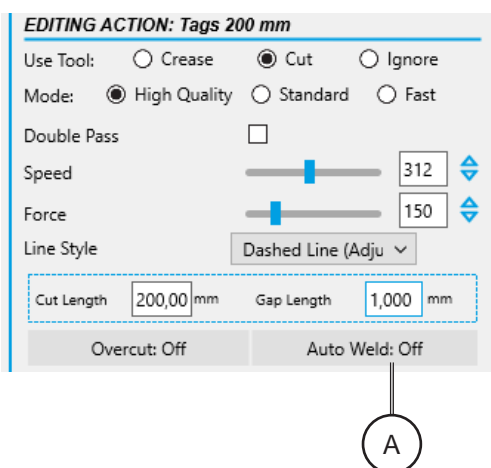 EDITING ACTION: Tags 200 mm
Use Tool: Crease Cut Ignore
Mode: High Quality Standard Fast
Double Pass
Speed 312
Force 150
Line Style Dashed Line (Adju
Cut Length 200,00 mm Gap Length 1,000 mm
Overcut: Off Auto Weld: Off
A